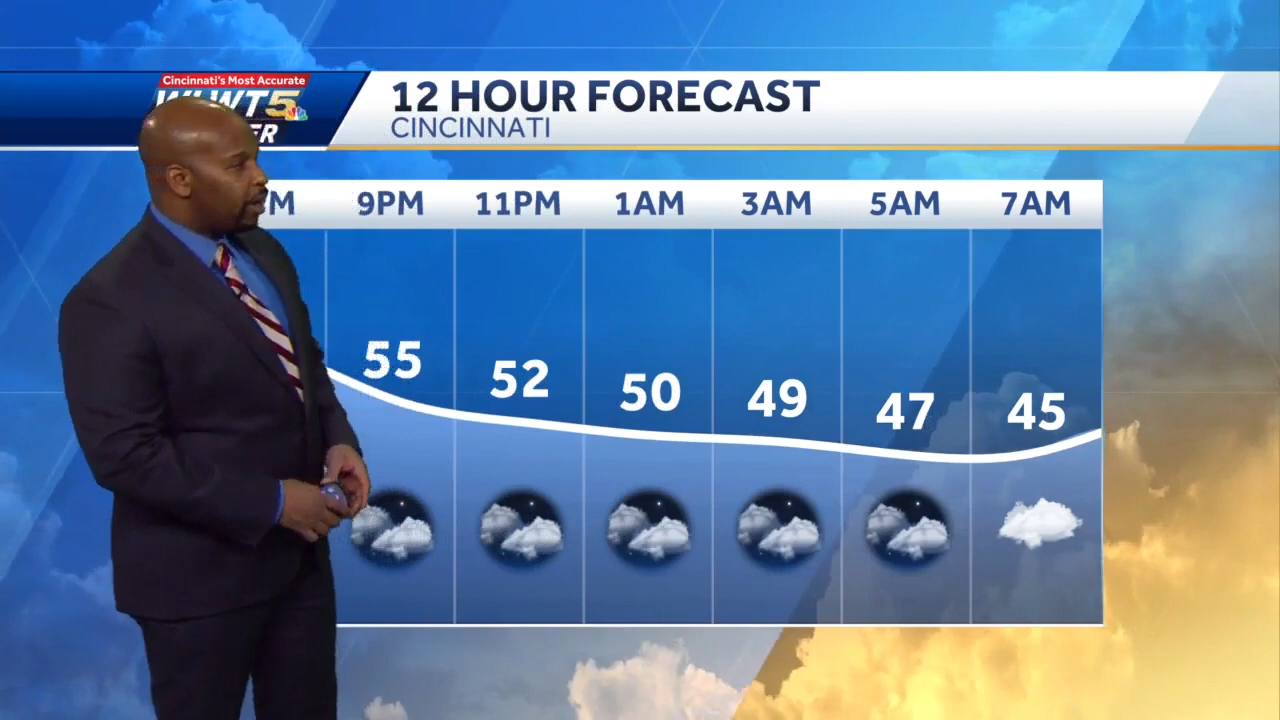 Cincinnati's Most Accurate
12 HOUR FORECAST
CINCINNATI
9PM 11PM 1AM 3AM 5AM 7AM
55 52 50 49 47 45